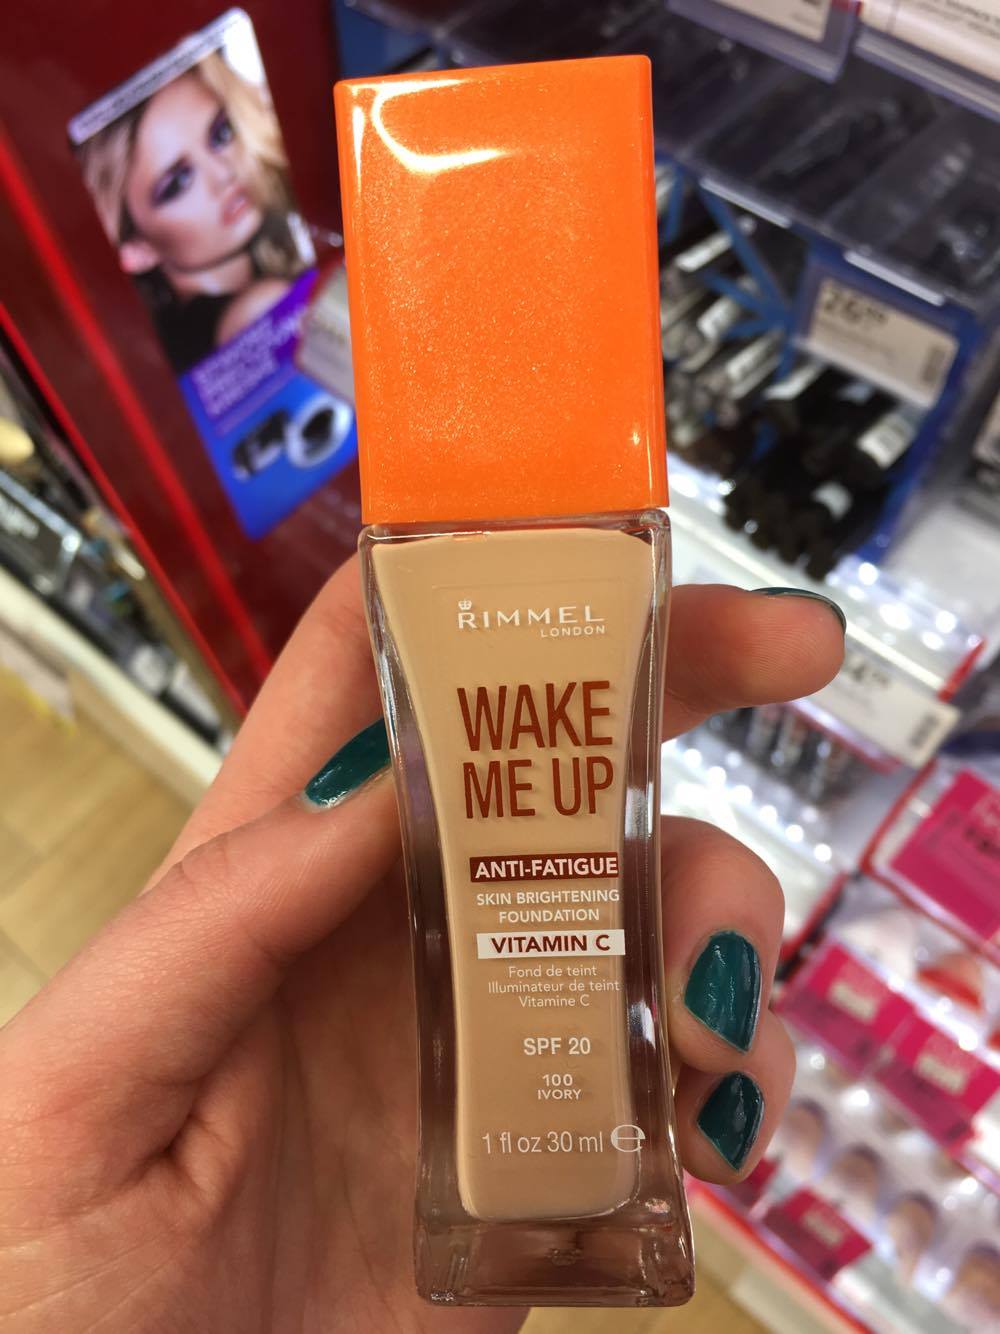 RIMMEL
LONDON
WAKE
ME UP
ANTI-FATIGUE
SKIN BRIGHTENING
FOUNDATION
VITAMIN C
Fond de teint
Illuminateur de teint
Vitamine C
SPF 20
100
IVORY
1 fl oz 30 ml ℮